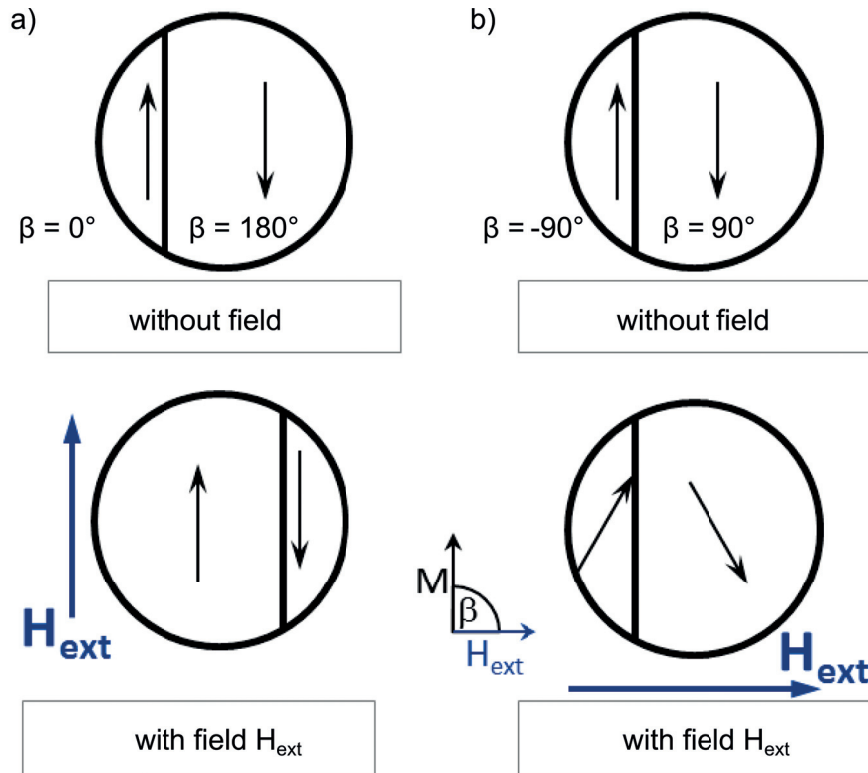 a)
b)
β = 0°
β = 180°
β = -90°
β = 90°
without field
without field
H_ext
M
β
H_ext
H_ext
with field H_ext
with field H_ext